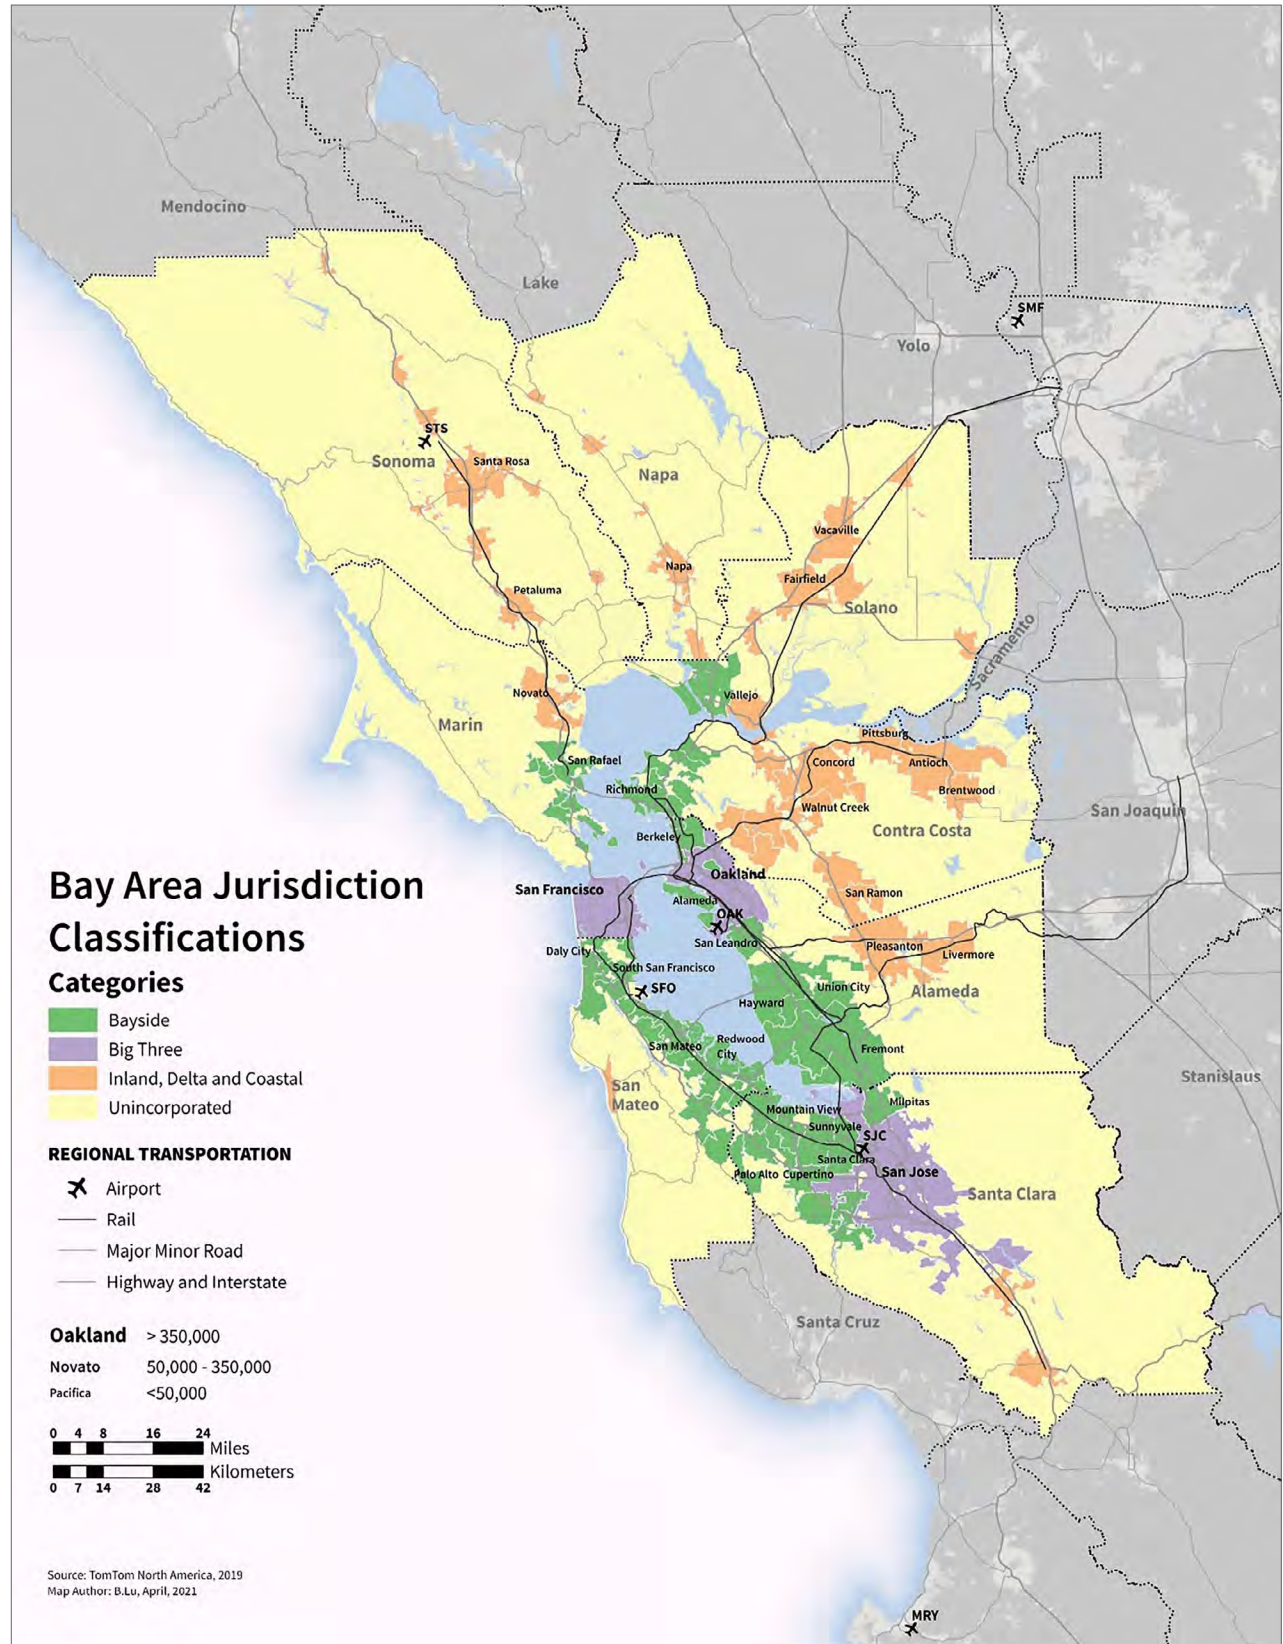 Mendocino
Lake
SMF
Yolo
STS
Sonoma
Santa Rosa
Napa
Vacaville
Napa
Fairfield
Petaluma
Solano
Sacramento
Novato
Vallejo
Marin
Pittsburg
San Rafael
Concord
Antioch
Richmond
Brentwood
Walnut Creek
San Joaquin
Berkeley
Contra Costa
Oakland
San Francisco
San Ramon
Alameda
OAK
San Leandro
Pleasanton
Daly City
Livermore
South San Francisco
SFO
Union City
Alameda
Hayward
Redwood
City
San Mateo
Fremont
Stanislaus
San
Mateo
Milpitas
Mountain View
Sunnyvale
SJC
Santa Clara
San Jose
Palo Alto
Cupertino
Santa Clara
Santa Cruz
MRY
Bay Area Jurisdiction
Classifications
Categories
Bayside
Big Three
Inland, Delta and Coastal
Unincorporated
REGIONAL TRANSPORTATION
Airport
Rail
Major Minor Road
Highway and Interstate
Oakland > 350,000
Novato 50,000 - 350,000
Pacifica <50,000
0 4 8 16 24
Miles
Kilometers
0 7 14 28 42
Source: TomTom North America, 2019
Map Author: B.Lu, April, 2021